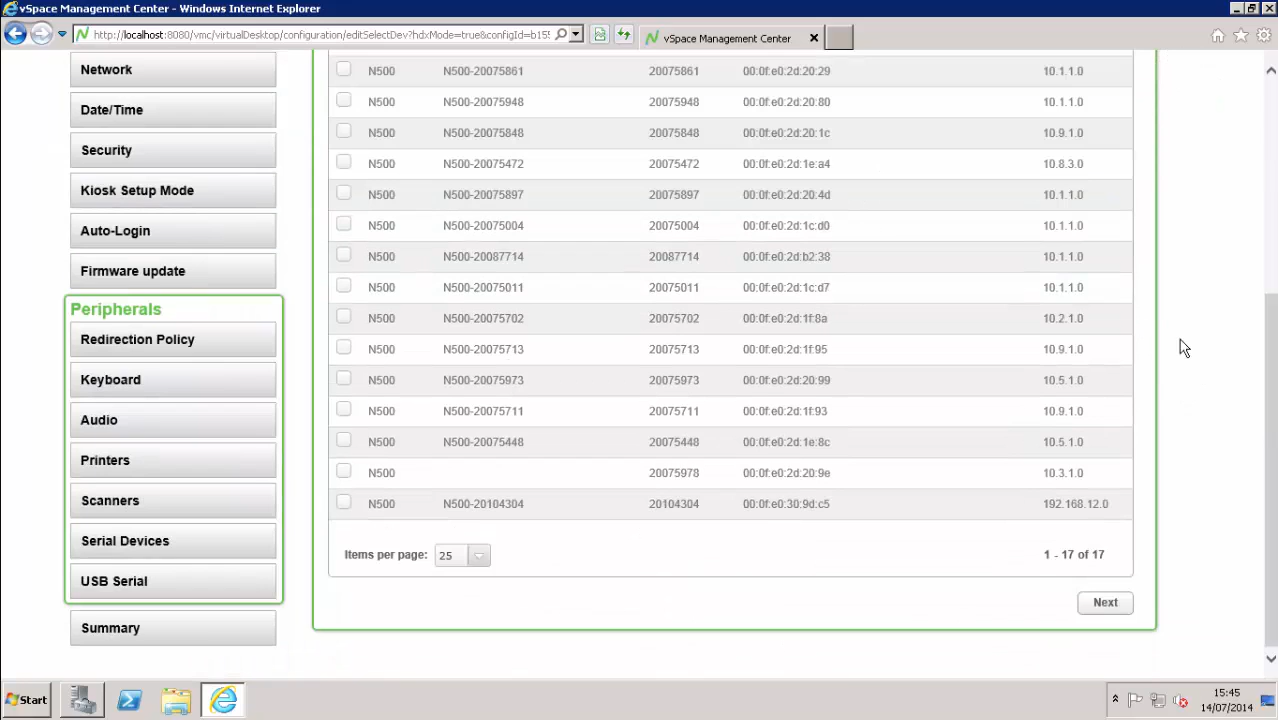 vSpace Management Center - Windows Internet Explorer
http://localhost:8080/vmc/virtualDesktop/configuration/editSelectDev?hdxMode=true&configId=b155
vSpace Management Center
Network
Date/Time
Security
Kiosk Setup Mode
Auto-Login
Firmware update
Peripherals
Redirection Policy
Keyboard
Audio
Printers
Scanners
Serial Devices
USB Serial
Summary
N500 N500-20075861 20075861 00:0f:e0:2d:20:29 10.1.1.0
N500 N500-20075948 20075948 00:0f:e0:2d:20:80 10.1.1.0
N500 N500-20075848 20075848 00:0f:e0:2d:20:1c 10.9.1.0
N500 N500-20075472 20075472 00:0f:e0:2d:1e:a4 10.8.3.0
N500 N500-20075897 20075897 00:0f:e0:2d:20:4d 10.1.1.0
N500 N500-20075004 20075004 00:0f:e0:2d:1c:d0 10.1.1.0
N500 N500-20087714 20087714 00:0f:e0:2d:b2:38 10.1.1.0
N500 N500-20075011 20075011 00:0f:e0:2d:1c:d7 10.1.1.0
N500 N500-20075702 20075702 00:0f:e0:2d:1f:8a 10.2.1.0
N500 N500-20075713 20075713 00:0f:e0:2d:1f:95 10.9.1.0
N500 N500-20075973 20075973 00:0f:e0:2d:20:99 10.5.1.0
N500 N500-20075711 20075711 00:0f:e0:2d:1f:93 10.9.1.0
N500 N500-20075448 20075448 00:0f:e0:2d:1e:8c 10.5.1.0
N500 20075978 00:0f:e0:2d:20:9e 10.3.1.0
N500 N500-20104304 20104304 00:0f:e0:30:9d:c5 192.168.12.0
Items per page: 25 1 - 17 of 17
Next
Start
15:45
14/07/2014